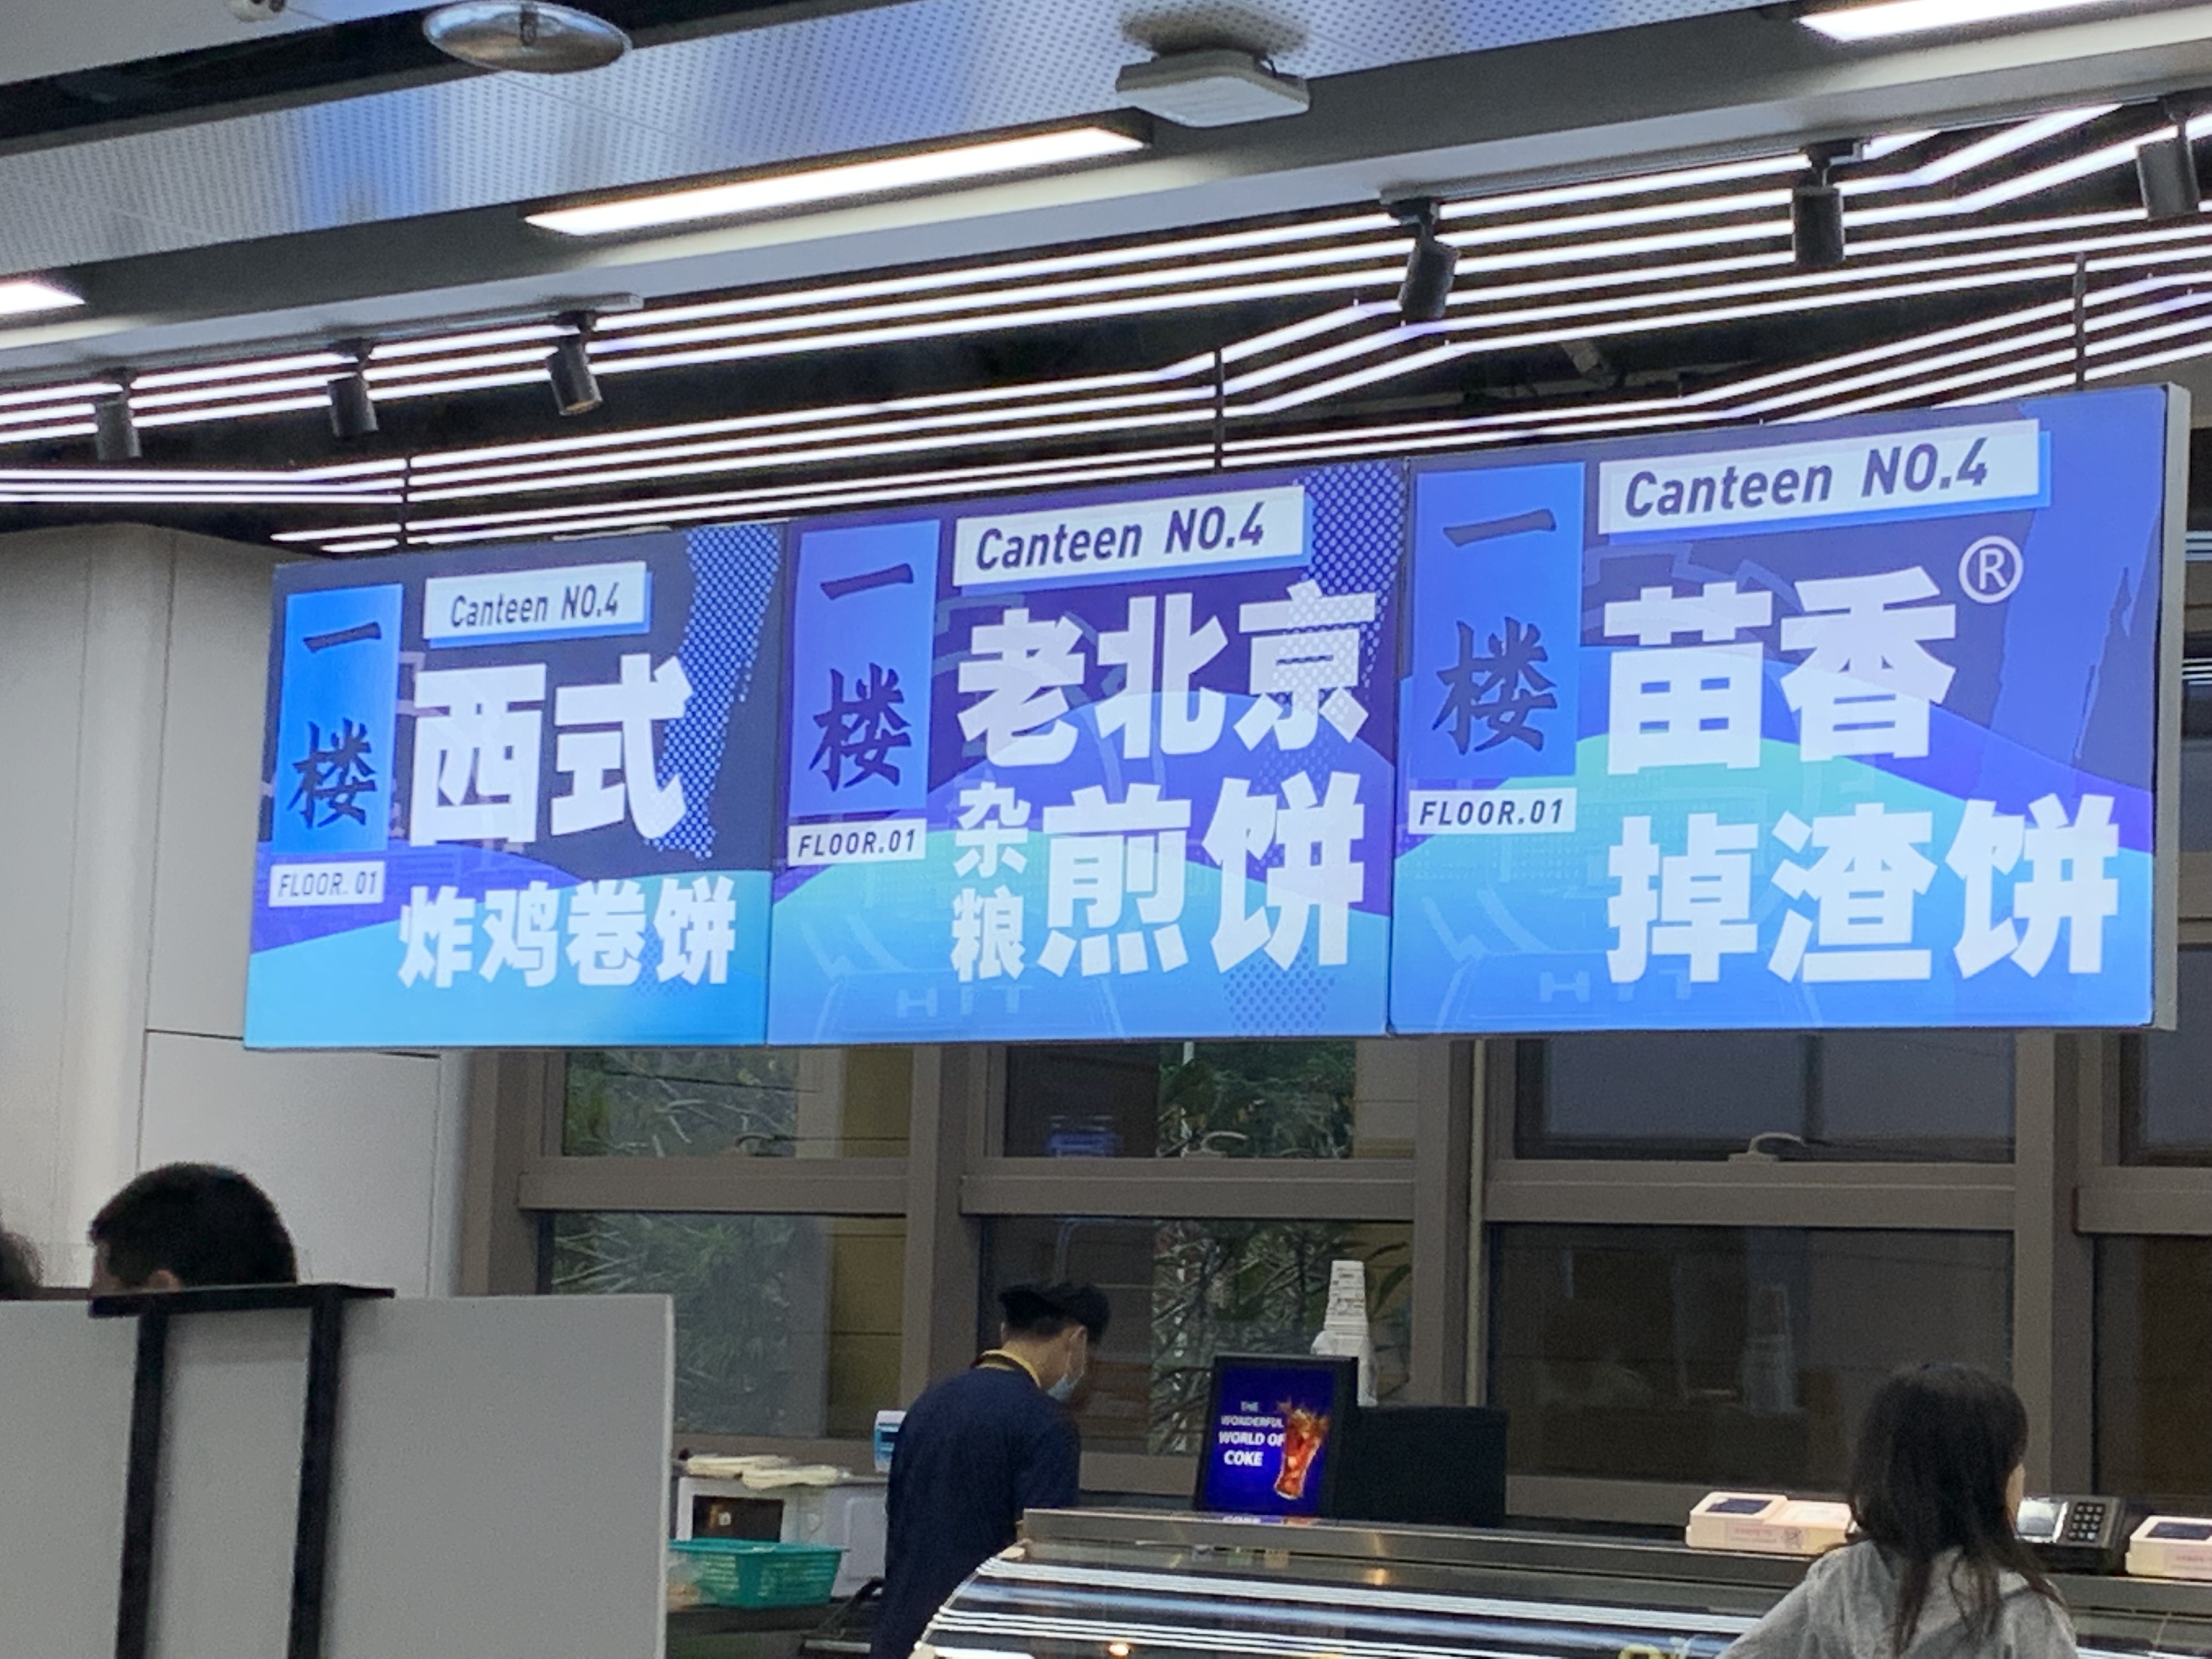 一楼
FLOOR.01
Canteen NO.4
西式
炸鸡卷饼
一楼
FLOOR.01
Canteen NO.4
老北京
杂粮煎饼
HIT
一楼
FLOOR.01
Canteen NO.4
苗香®
掉渣饼
HIT
THE
WONDERFUL
WORLD OF
COKE